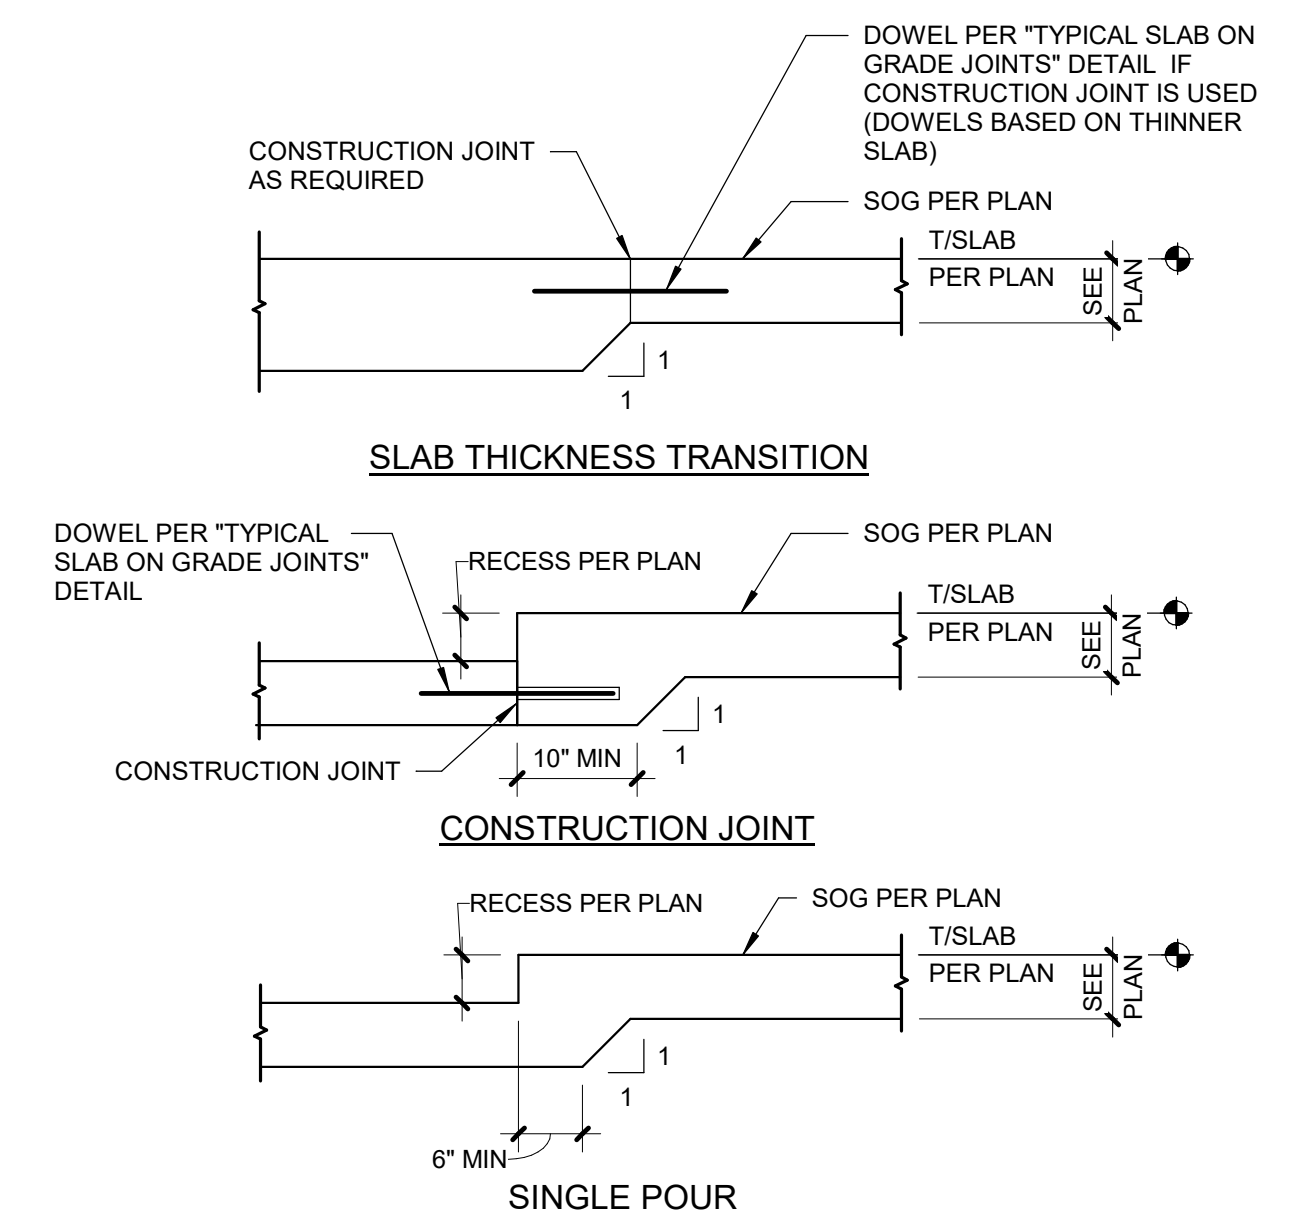 DOWEL PER "TYPICAL SLAB ON
GRADE JOINTS" DETAIL IF
CONSTRUCTION JOINT IS USED
(DOWELS BASED ON THINNER
SLAB)
CONSTRUCTION JOINT
AS REQUIRED
SOG PER PLAN
T/SLAB
PER PLAN
SEE
PLAN
1
1
SLAB THICKNESS TRANSITION
DOWEL PER "TYPICAL
SLAB ON GRADE JOINTS"
DETAIL
RECESS PER PLAN
SOG PER PLAN
T/SLAB
PER PLAN
SEE
PLAN
1
1
10" MIN
CONSTRUCTION JOINT
CONSTRUCTION JOINT
RECESS PER PLAN
SOG PER PLAN
T/SLAB
PER PLAN
SEE
PLAN
1
1
6" MIN
SINGLE POUR